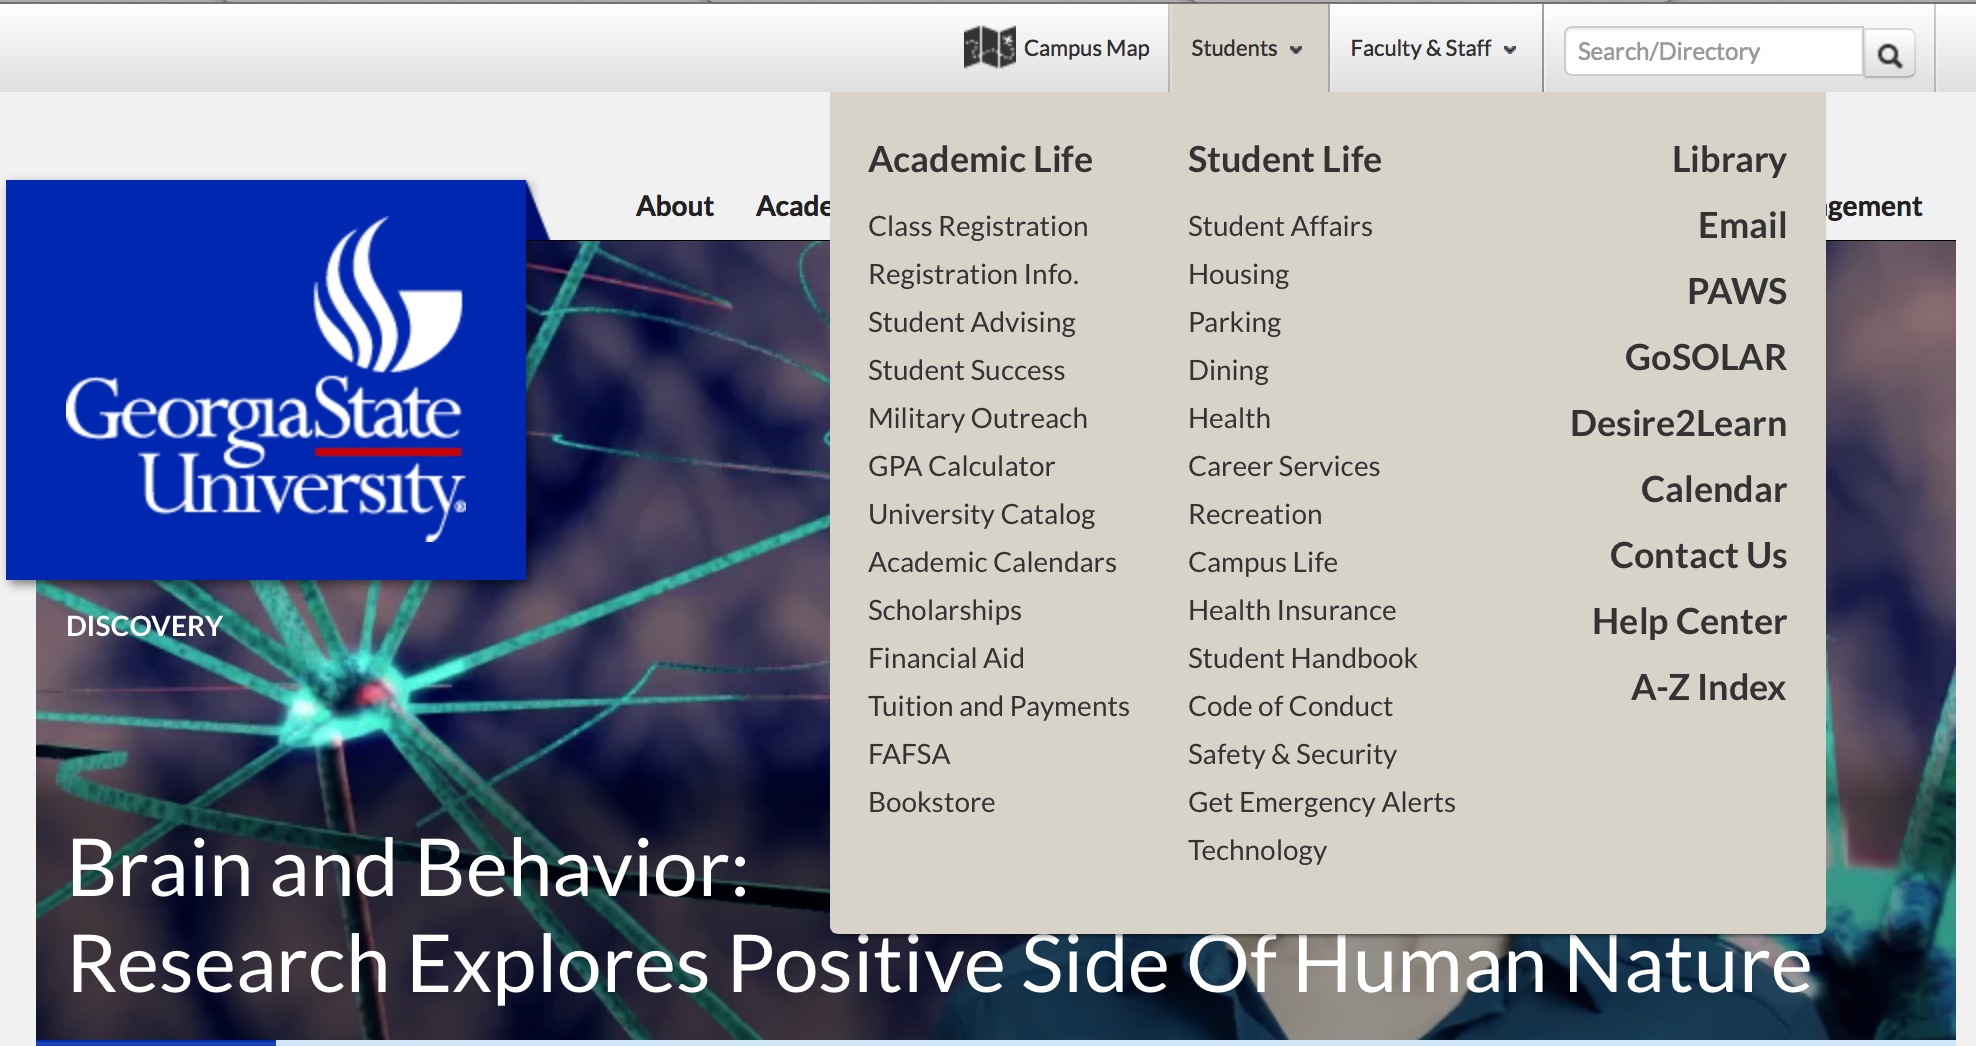 Campus Map
Students
Faculty & Staff
Search/Directory
About
Georgia State
University®
Academic Life
Class Registration
Registration Info.
Student Advising
Student Success
Military Outreach
GPA Calculator
University Catalog
Academic Calendars
Scholarships
Financial Aid
Tuition and Payments
FAFSA
Bookstore
Student Life
Student Affairs
Housing
Parking
Dining
Health
Career Services
Recreation
Campus Life
Health Insurance
Student Handbook
Code of Conduct
Safety & Security
Get Emergency Alerts
Technology
Library
Email
PAWS
GoSOLAR
Desire2Learn
Calendar
Contact Us
Help Center
A-Z Index
DISCOVERY
Brain and Behavior:
Research Explores Positive Side Of Human Nature